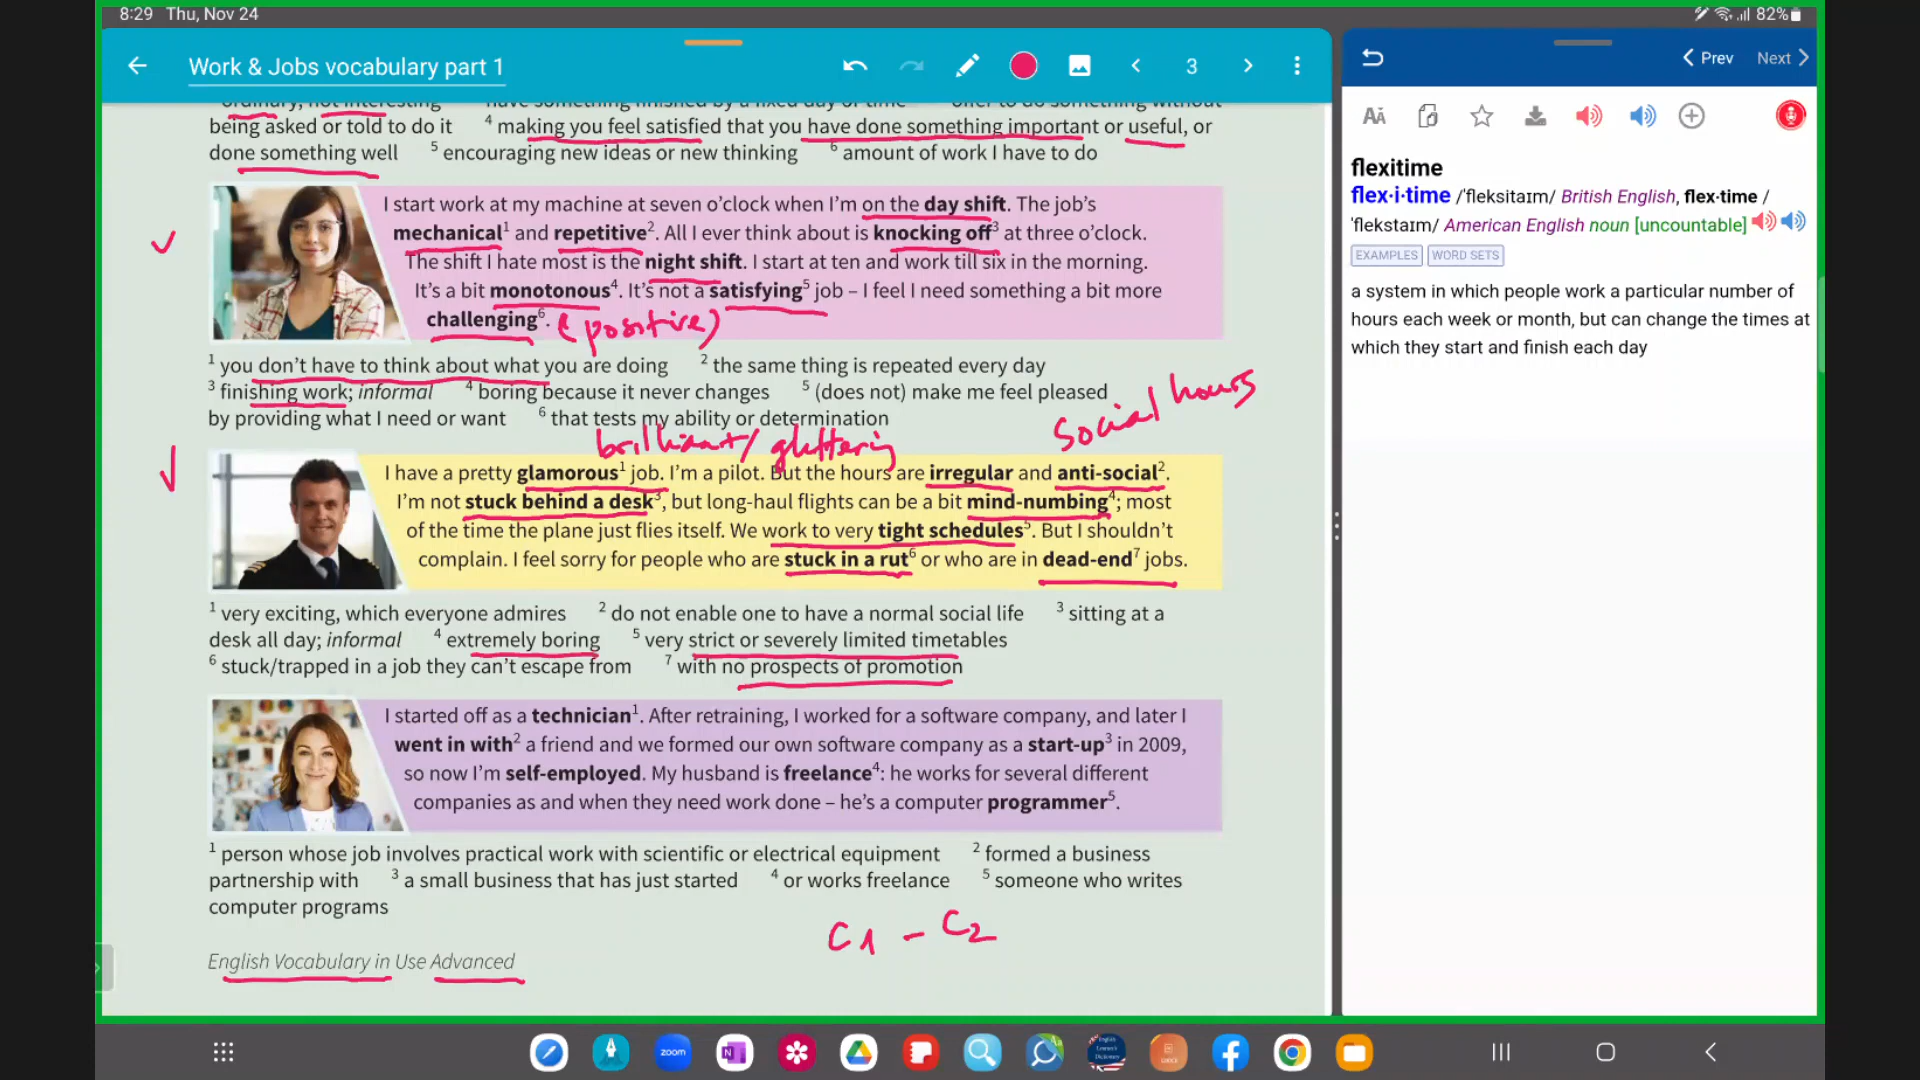 8:29 Thu, Nov 24
82%
Work & Jobs vocabulary part 1
3
ordinary, not interesting have something finished by a fixed day or time offer to do something without
being asked or told to do it 4 making you feel satisfied that you have done something important or useful, or
done something well 5 encouraging new ideas or new thinking 6 amount of work I have to do
I start work at my machine at seven o'clock when I'm on the day shift. The job's
mechanical1 and repetitive2. All I ever think about is knocking off3 at three o'clock.
The shift I hate most is the night shift. I start at ten and work till six in the morning.
It's a bit monotonous4. It's not a satisfying5 job – I feel I need something a bit more
challenging6. (positive)
1 you don't have to think about what you are doing 2 the same thing is repeated every day
3 finishing work; informal 4 boring because it never changes 5 (does not) make me feel pleased
by providing what I need or want 6 that tests my ability or determination
social hours
brilliant/ glittering
I have a pretty glamorous1 job. I'm a pilot. But the hours are irregular and anti-social2.
I'm not stuck behind a desk3, but long-haul flights can be a bit mind-numbing4; most
of the time the plane just flies itself. We work to very tight schedules5. But I shouldn't
complain. I feel sorry for people who are stuck in a rut6 or who are in dead-end7 jobs.
1 very exciting, which everyone admires 2 do not enable one to have a normal social life 3 sitting at a
desk all day; informal 4 extremely boring 5 very strict or severely limited timetables
6 stuck/trapped in a job they can't escape from 7 with no prospects of promotion
I started off as a technician1. After retraining, I worked for a software company, and later I
went in with2 a friend and we formed our own software company as a start-up3 in 2009,
so now I'm self-employed. My husband is freelance4: he works for several different
companies as and when they need work done – he's a computer programmer5.
1 person whose job involves practical work with scientific or electrical equipment 2 formed a business
partnership with 3 a small business that has just started 4 or works freelance 5 someone who writes
computer programs
C1 - C2
English Vocabulary in Use Advanced
Prev Next
flexitime
flex·i·time /ˈfleksitaɪm/ British English, flex·time /
ˈflekstaɪm/ American English noun [uncountable]
EXAMPLES WORD SETS
a system in which people work a particular number of
hours each week or month, but can change the times at
which they start and finish each day
zoom